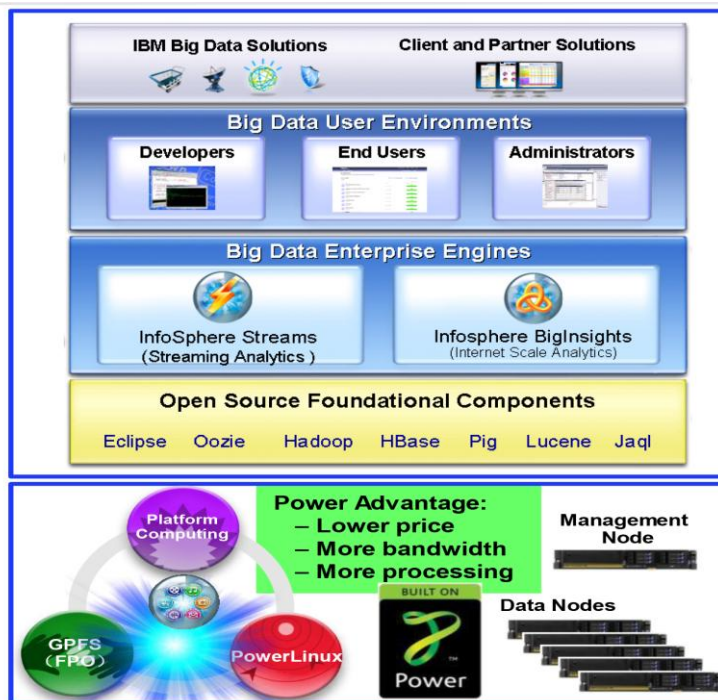 IBM Big Data Solutions
Client and Partner Solutions
Big Data User Environments
Developers
End Users
Administrators
Big Data Enterprise Engines
InfoSphere Streams
(Streaming Analytics )
Infosphere BigInsights
(Internet Scale Analytics)
Open Source Foundational Components
Eclipse Oozie Hadoop HBase Pig Lucene Jaql
Platform
Computing
GPFS
(FPO)
PowerLinux
Power Advantage:
– Lower price
– More bandwidth
– More processing
BUILT ON
Power™
Management
Node
Data Nodes